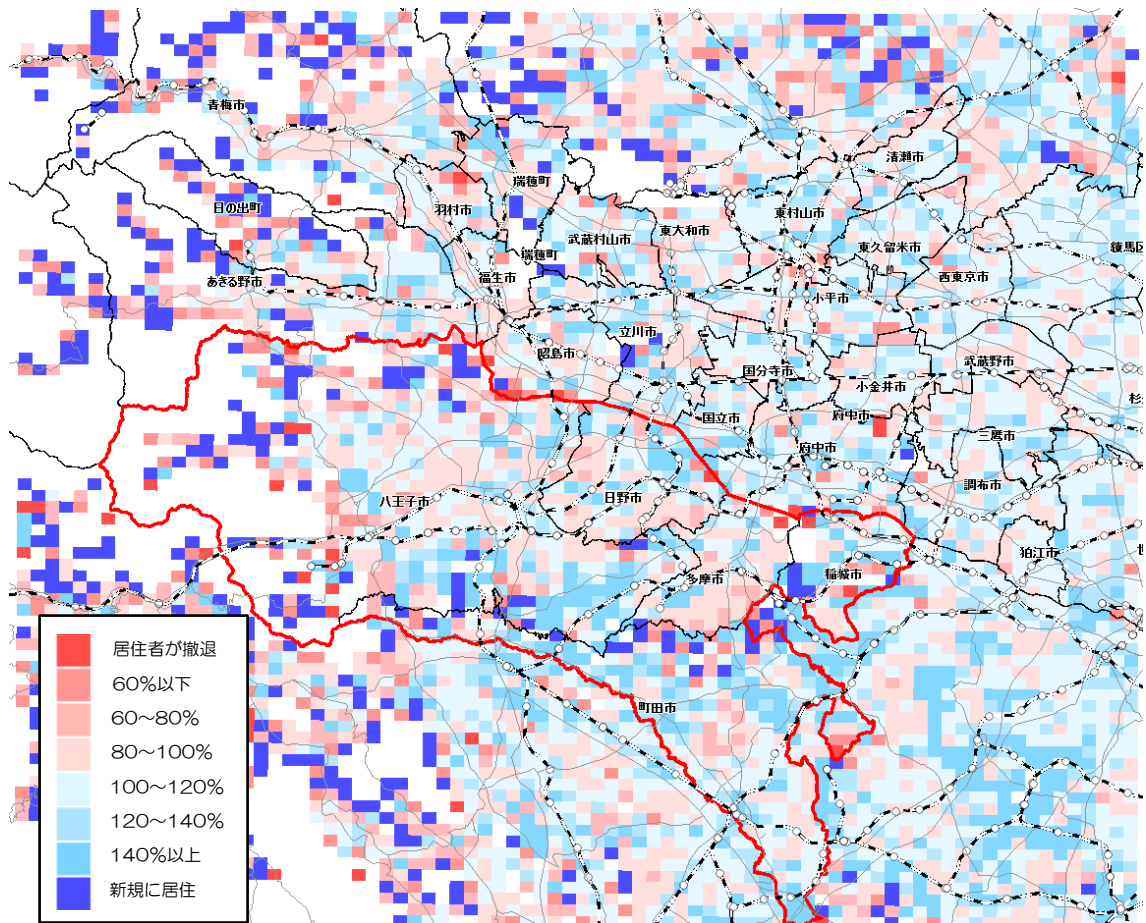 青梅市
清瀬市
瑞穂町
羽村市
日の出町
東村山市
武蔵村山市
東大和市
東久留米市
練馬区
瑞穂町
福生市
西東京市
あきる野市
小平市
立川市
昭島市
国分寺市
武蔵野市
小金井市
国立市
府中市
三鷹市
府中市
調布市
八王子市
日野市
狛江市
多摩市
稲城市
町田市
居住者が撤退
60%以下
60～80%
80～100%
100～120%
120～140%
140%以上
新規に居住